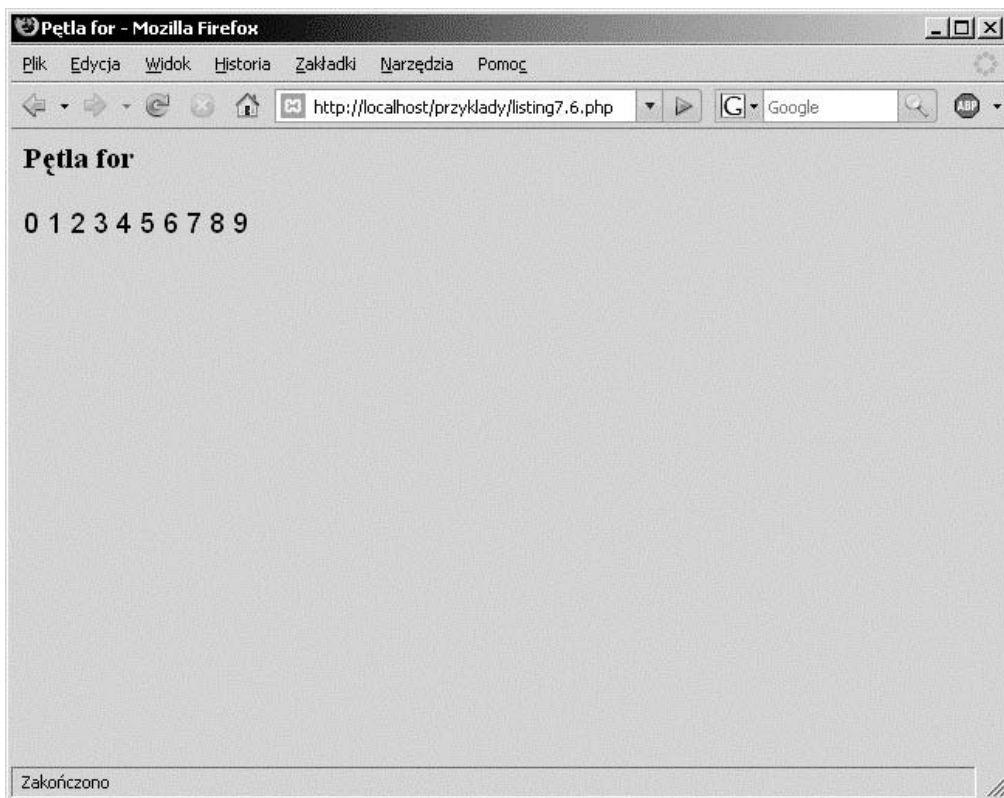 Pętla for - Mozilla Firefox
Plik Edycja Widok Historia Zakładki Narzędzia Pomoc
http://localhost/przyklady/listing7.6.php G Google ABP
Pętla for
0 1 2 3 4 5 6 7 8 9
Zakończono